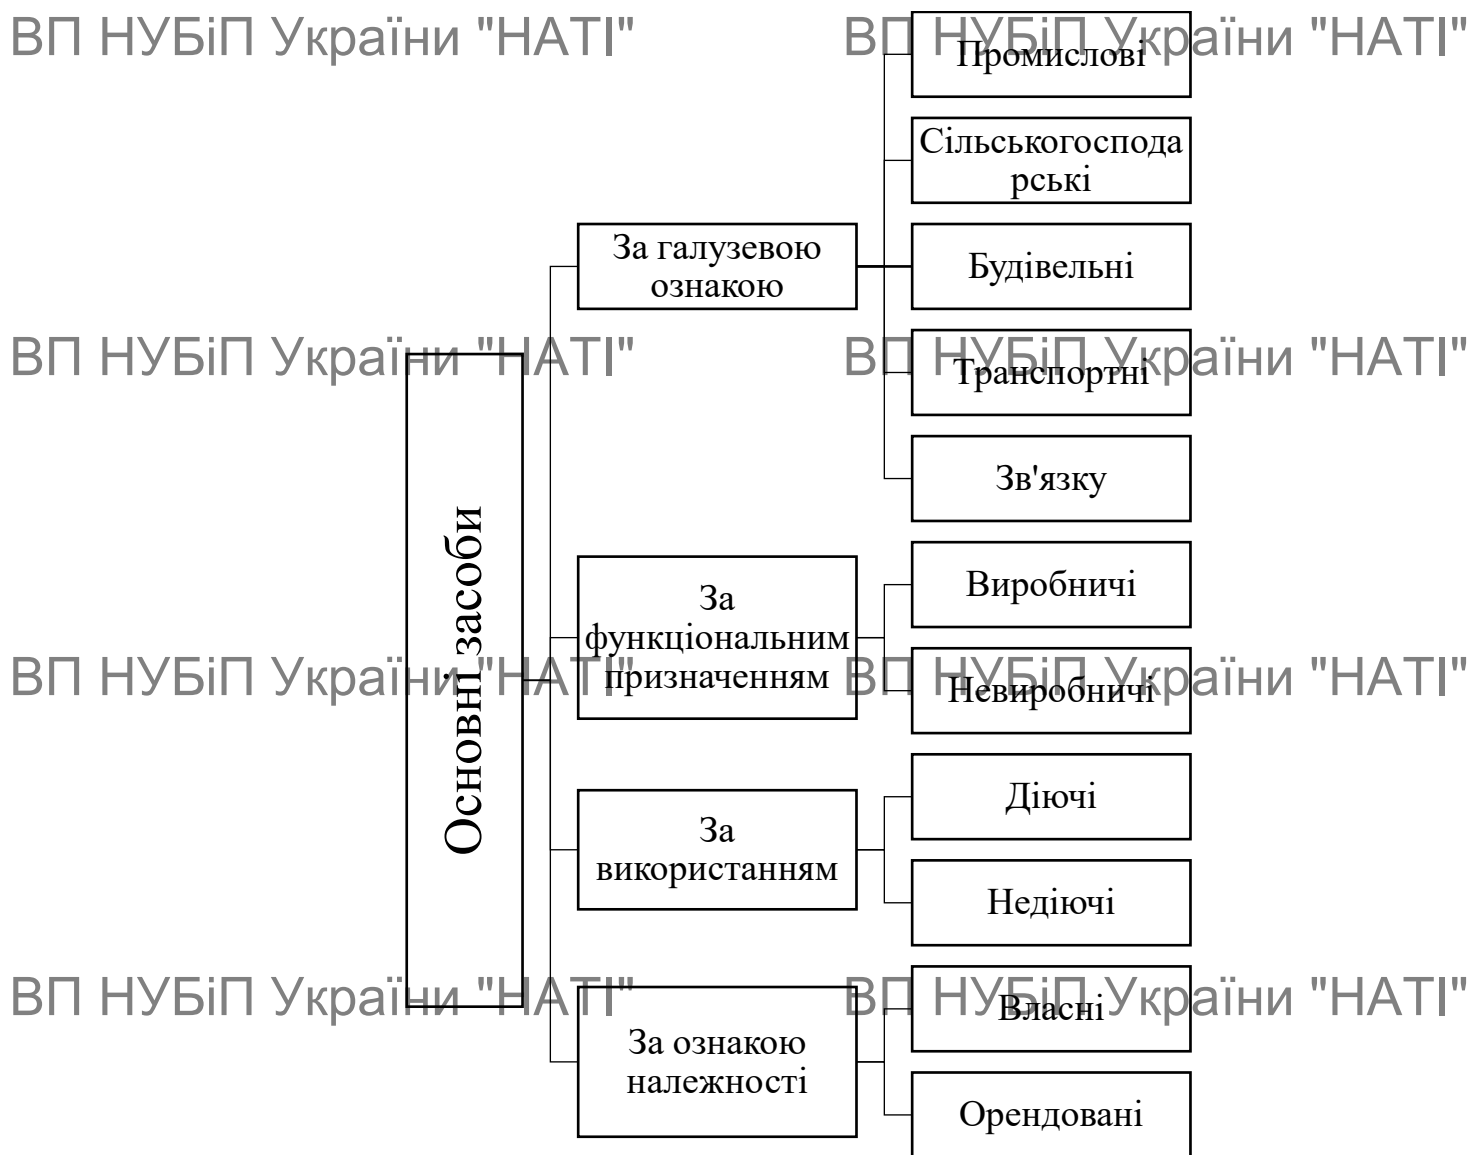 ВП НУБіП України "НАТІ"
ВП НУБіП України "НАТІ"
Промислові
Сільськогоспода
рські
За галузевою
ознакою
Будівельні
ВП НУБіП України "НАТІ"
ВП НУБіП України "НАТІ"
Транспортні
Зв'язку
Основні засоби
За
функціональним
призначенням
Виробничі
ВП НУБіП України "НАТІ"
ВП НУБіП України "НАТІ"
Невиробничі
За
використанням
Діючі
Недіючі
ВП НУБіП України "НАТІ"
ВП НУБіП України "НАТІ"
За ознакою
належності
Власні
Орендовані